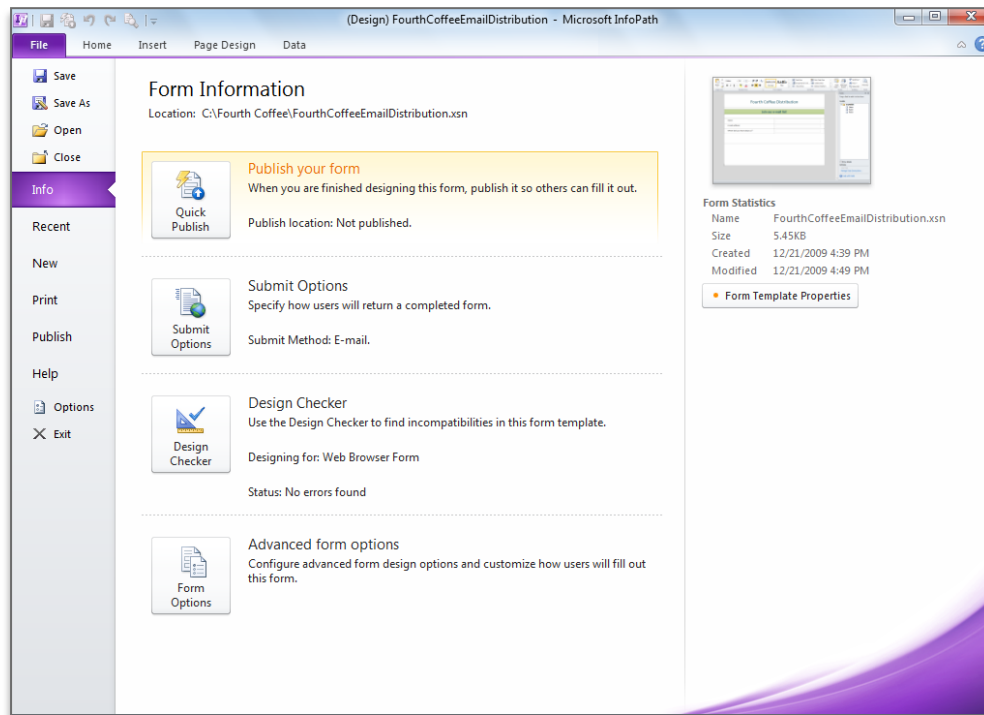 (Design) FourthCoffeeEmailDistribution - Microsoft InfoPath
File Home Insert Page Design Data
Save
Save As
Open
Close
Info
Recent
New
Print
Publish
Help
Options
Exit
Form Information
Location: C:\Fourth Coffee\FourthCoffeeEmailDistribution.xsn
Quick
Publish
Publish your form
When you are finished designing this form, publish it so others can fill it out.
Publish location: Not published.
Submit
Options
Submit Options
Specify how users will return a completed form.
Submit Method: E-mail.
Design
Checker
Design Checker
Use the Design Checker to find incompatibilities in this form template.
Designing for: Web Browser Form
Status: No errors found
Form
Options
Advanced form options
Configure advanced form design options and customize how users will fill out
this form.
Fourth Coffee Distribution
Form Statistics
Name FourthCoffeeEmailDistribution.xsn
Size 5.45KB
Created 12/21/2009 4:39 PM
Modified 12/21/2009 4:49 PM
Form Template Properties